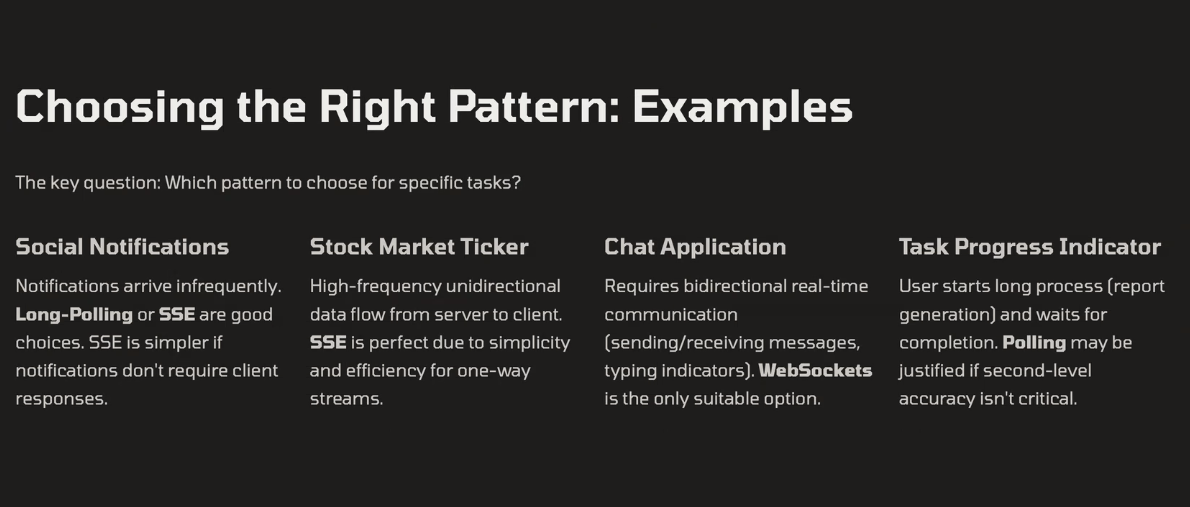 Choosing the Right Pattern: Examples
The key question: Which pattern to choose for specific tasks?
Social Notifications
Notifications arrive infrequently.
Long-Polling or SSE are good
choices. SSE is simpler if
notifications don't require client
responses.
Stock Market Ticker
High-frequency unidirectional
data flow from server to client.
SSE is perfect due to simplicity
and efficiency for one-way
streams.
Chat Application
Requires bidirectional real-time
communication
(sending/receiving messages,
typing indicators). WebSockets
is the only suitable option.
Task Progress Indicator
User starts long process (report
generation) and waits for
completion. Polling may be
justified if second-level
accuracy isn't critical.